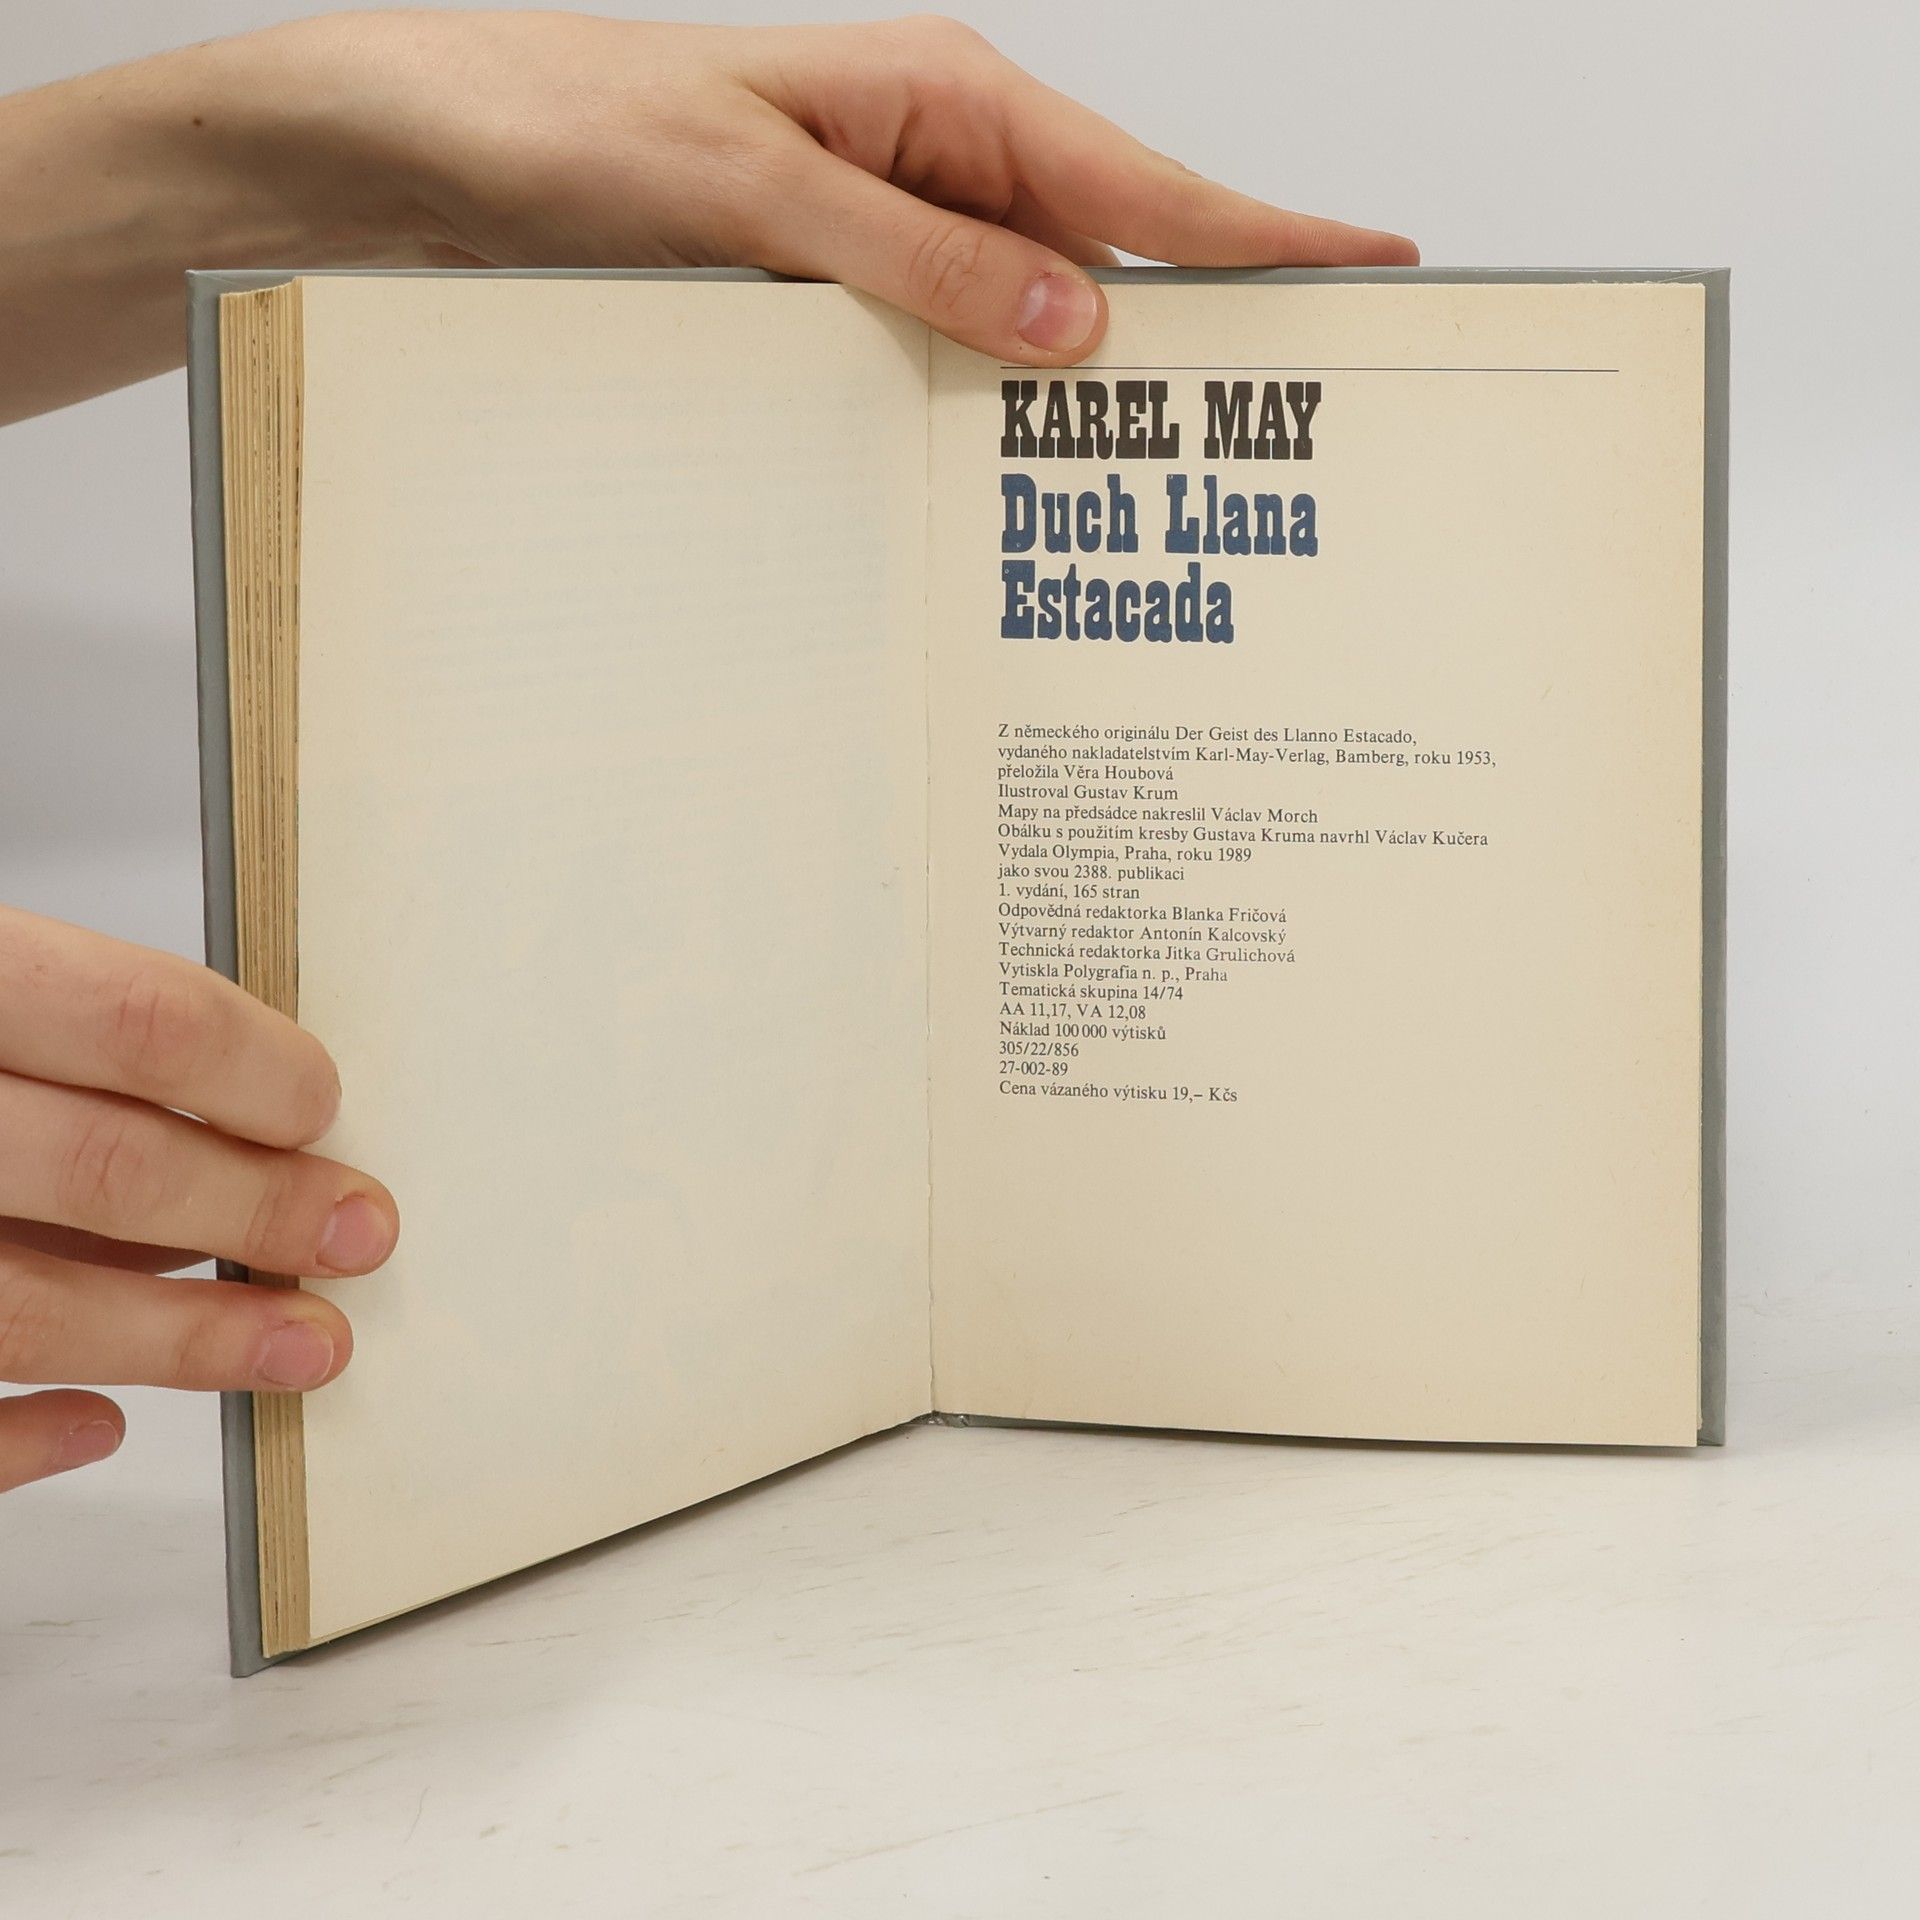 KAREL MAY
Duch Llana
Estacada
Z německého originálu Der Geist des Llanno Estacado,
vydaného nakladatelstvím Karl-May-Verlag, Bamberg, roku 1953,
přeložila Věra Houbová
Ilustroval Gustav Krum
Mapy na předsádce nakreslil Václav Morch
Obálku s použitím kresby Gustava Kruma navrhl Václav Kučera
Vydala Olympia, Praha, roku 1989
jako svou 2388. publikaci
1. vydání, 165 stran
Odpovědná redaktorka Blanka Fričová
Výtvarný redaktor Antonín Kalcovský
Technická redaktorka Jitka Grulichová
Vytiskla Polygrafia n. p., Praha
Tematická skupina 14/74
AA 11,17, VA 12,08
Náklad 100 000 výtisků
305/22/856
27-002-89
Cena vázaného výtisku 19,– Kčs